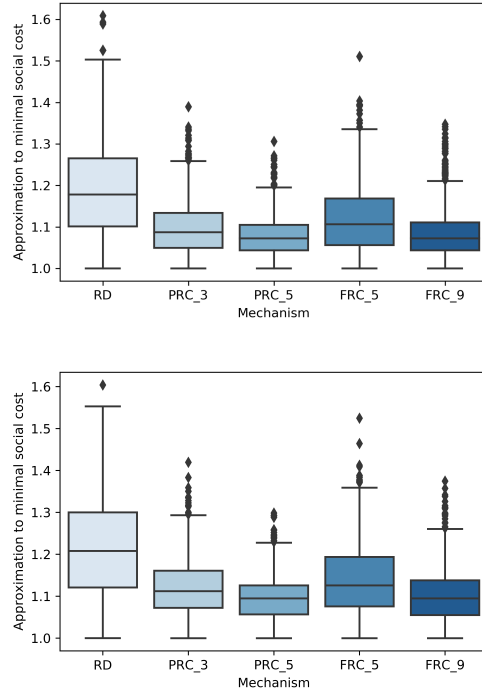 Approximation to minimal social cost
1.6
1.5
1.4
1.3
1.2
1.1
1.0
RD PRC_3 PRC_5 FRC_5 FRC_9
Mechanism
Approximation to minimal social cost
1.6
1.5
1.4
1.3
1.2
1.1
1.0
RD PRC_3 PRC_5 FRC_5 FRC_9
Mechanism